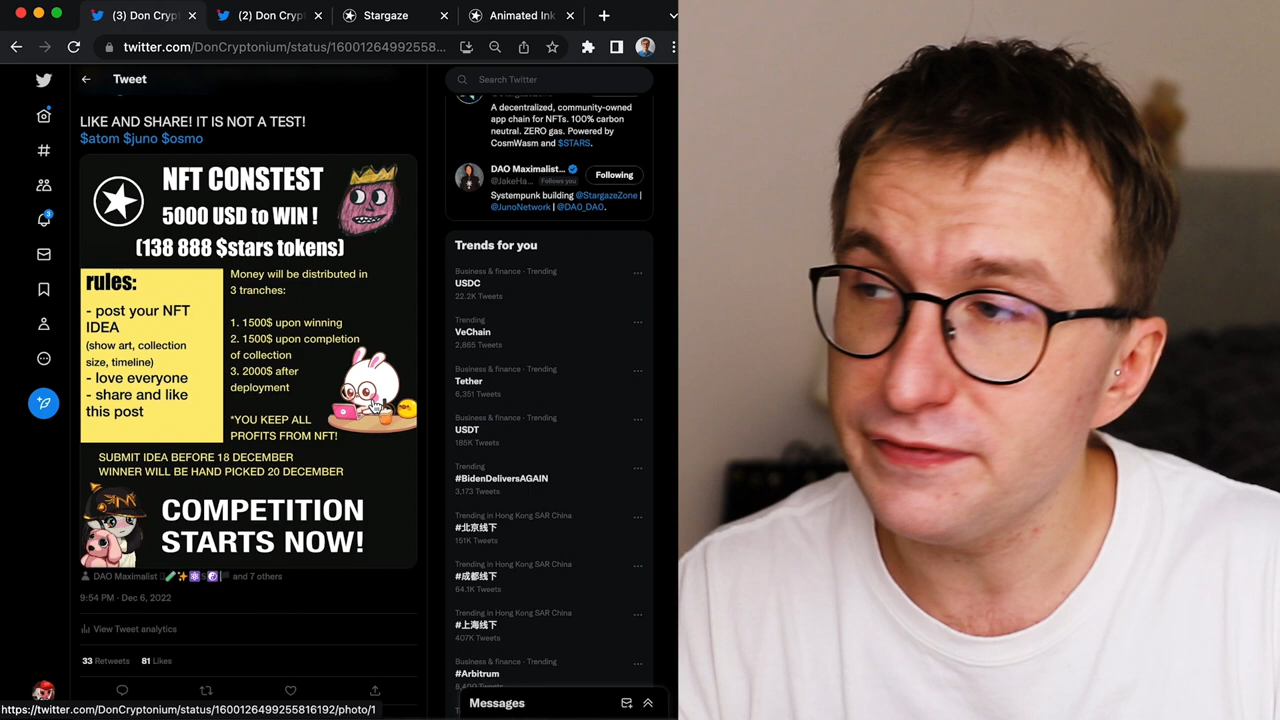 (3) Don Crypt
(2) Don Crypt
Stargaze
Animated Ink
twitter.com/DonCryptonium/status/16001264992558...
Tweet
Search Twitter
LIKE AND SHARE! IT IS NOT A TEST!
$atom $juno $osmo
NFT CONSTEST
5000 USD to WIN !
(138 888 $stars tokens)
rules:
- post your NFT
IDEA
(show art, collection
size, timeline)
- love everyone
- share and like
this post
Money will be distributed in
3 tranches:
1. 1500$ upon winning
2. 1500$ upon completion
of collection
3. 2000$ after
deployment
*YOU KEEP ALL
PROFITS FROM NFT!
SUBMIT IDEA BEFORE 18 DECEMBER
WINNER WILL BE HAND PICKED 20 DECEMBER
COMPETITION
STARTS NOW!
DAO Maximalist and 7 others
9:54 PM · Dec 6, 2022
View Tweet analytics
33 Retweets 81 Likes
https://twitter.com/DonCryptonium/status/1600126499255816192/photo/1
A decentralized, community-owned
app chain for NFTs. 100% carbon
neutral. ZERO gas. Powered by
CosmWasm and $STARS.
DAO Maximalist...
@JakeHa... Follows you
Following
Systempunk building @StargazeZone |
@JunoNetwork | @DA0_DA0.
Trends for you
Business & finance · Trending
USDC
22.2K Tweets
Trending
VeChain
2,865 Tweets
Business & finance · Trending
Tether
6,351 Tweets
Business & finance · Trending
USDT
185K Tweets
Trending
#BidenDeliversAGAIN
3,173 Tweets
Trending in Hong Kong SAR China
#北京线下
151K Tweets
Trending in Hong Kong SAR China
#成都线下
64.1K Tweets
Trending in Hong Kong SAR China
#上海线下
407K Tweets
Business & finance · Trending
#Arbitrum
Messages